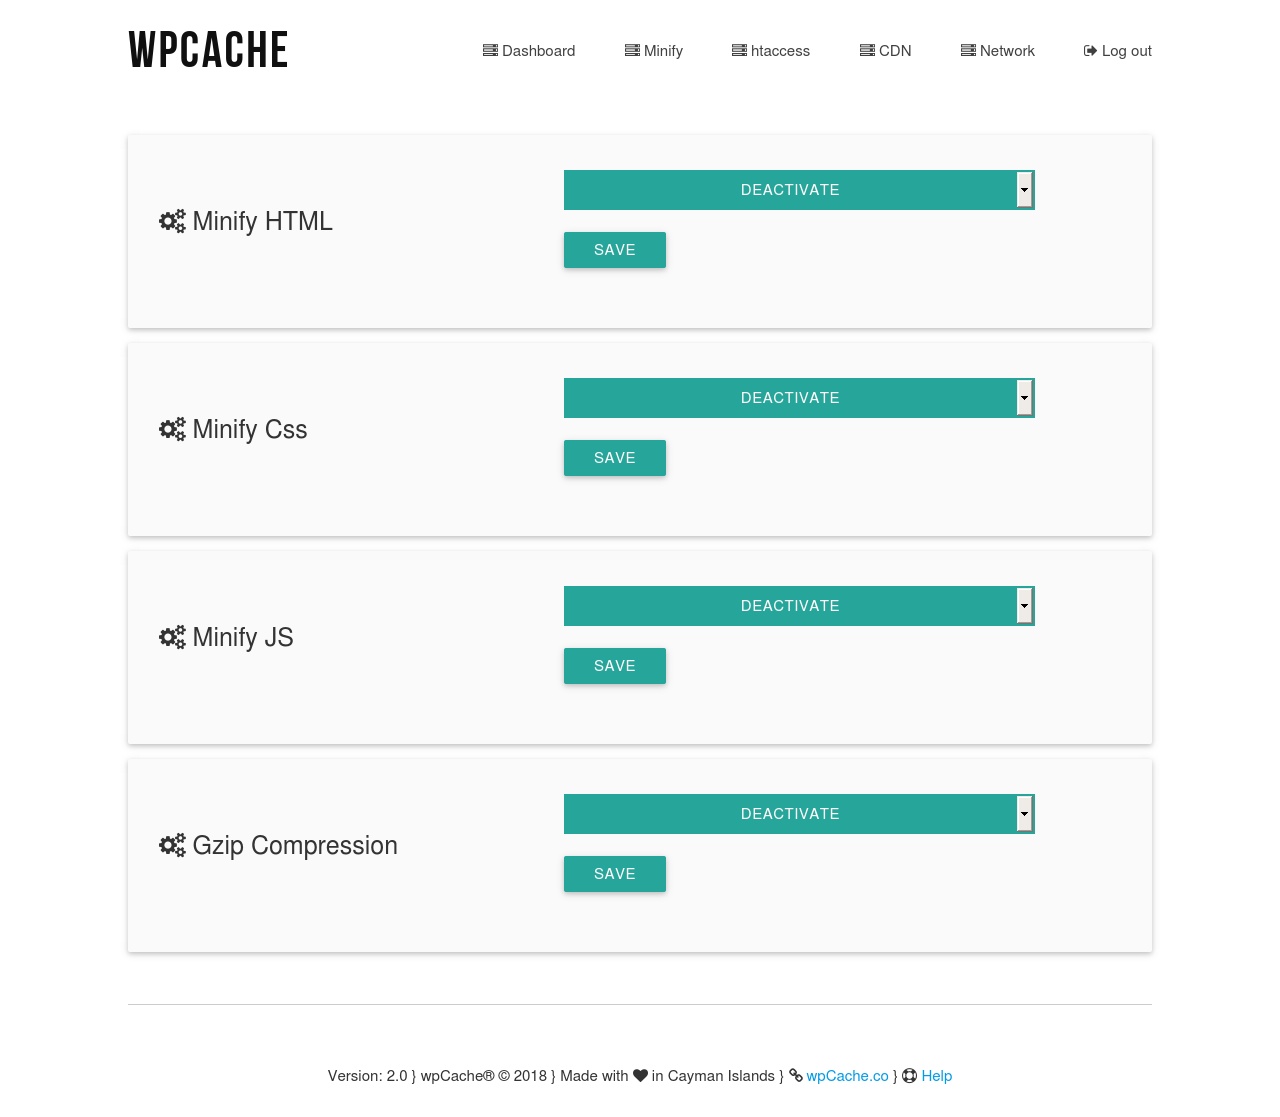 WPCACHE
Dashboard Minify htaccess CDN Network Log out
Minify HTML
DEACTIVATE
SAVE
Minify Css
DEACTIVATE
SAVE
Minify JS
DEACTIVATE
SAVE
Gzip Compression
DEACTIVATE
SAVE
Version: 2.0 } wpCache® © 2018 } Made with in Cayman Islands } wpCache.co } Help